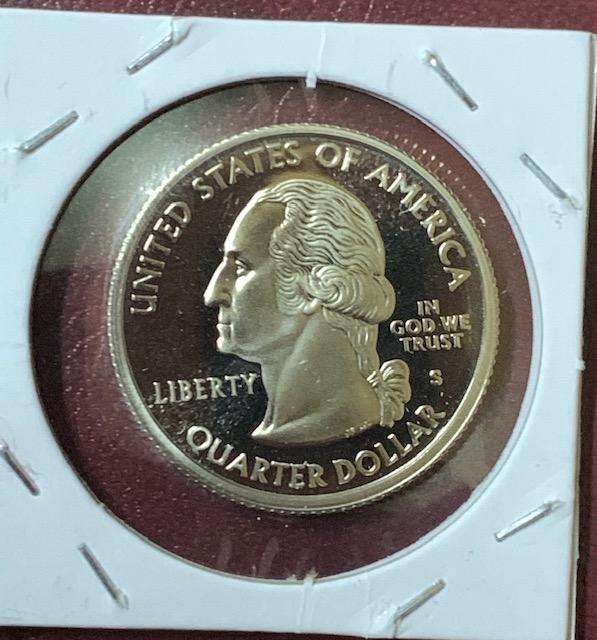 UNITED STATES OF AMERICA
IN
GOD WE
TRUST
LIBERTY
S
QUARTER DOLLAR